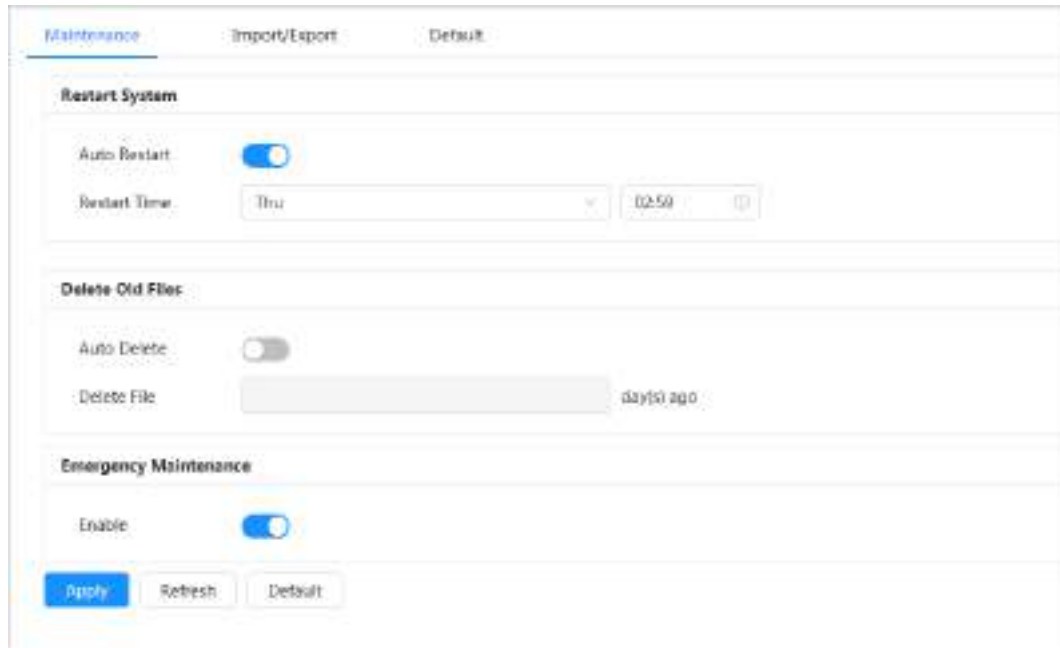 Maintenance Import/Export Default
Restart System
Auto Restart
Restart Time Thu 02:59
Delete Old Files
Auto Delete
Delete File day(s) ago
Emergency Maintenance
Enable
Apply Refresh Default